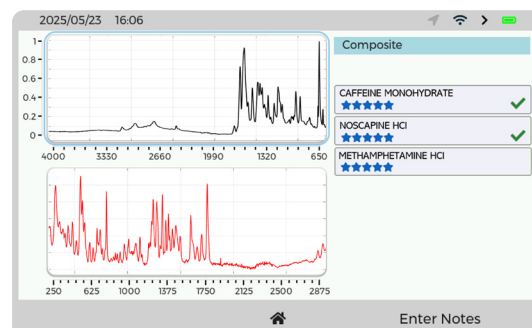 2025/05/23 16:06
Composite
1
0.8
0.6
0.4
0.2
0
4000 3330 2660 1990 1320 650
CAFFEINE MONOHYDRATE
NOSCAPINE HCl
METHAMPHETAMINE HCl
250 625 1000 1375 1750 2125 2500 2875
Enter Notes